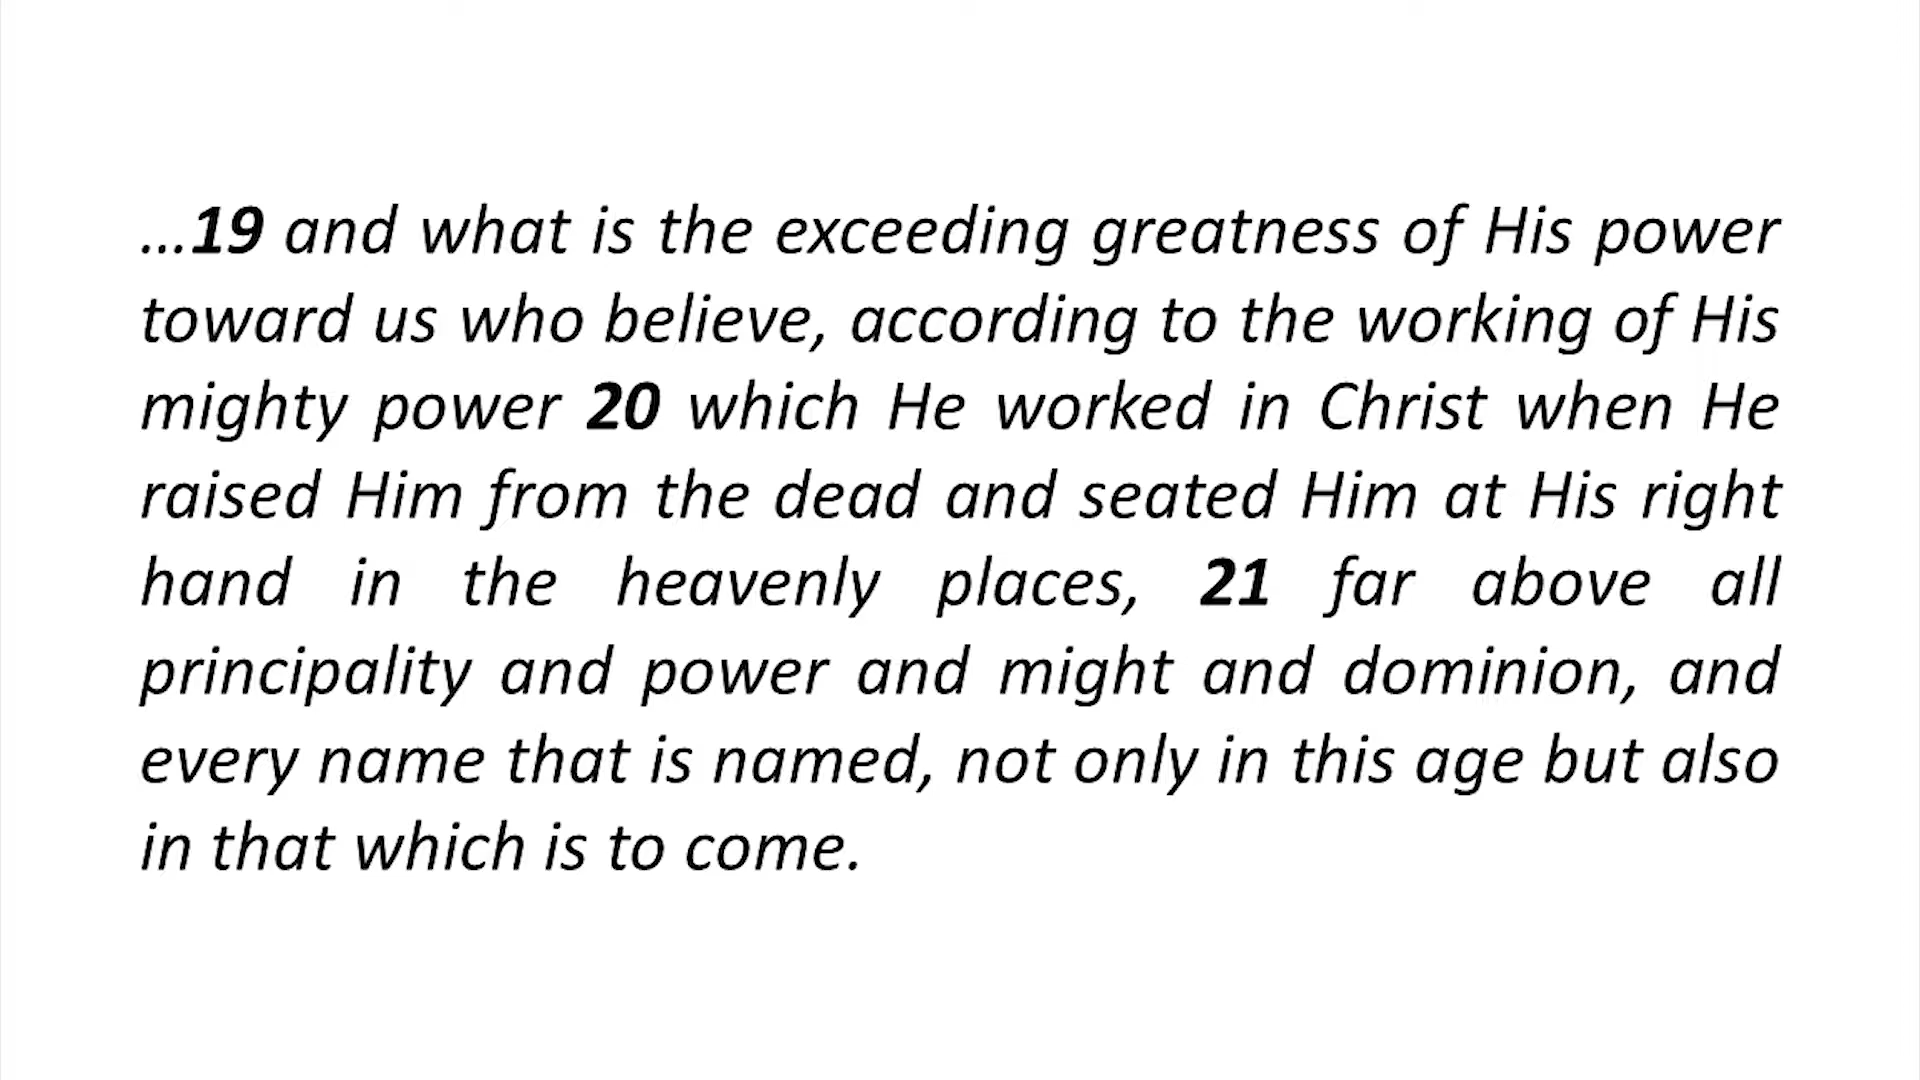 ...19 and what is the exceeding greatness of His power
toward us who believe, according to the working of His
mighty power 20 which He worked in Christ when He
raised Him from the dead and seated Him at His right
hand in the heavenly places, 21 far above all
principality and power and might and dominion, and
every name that is named, not only in this age but also
in that which is to come.